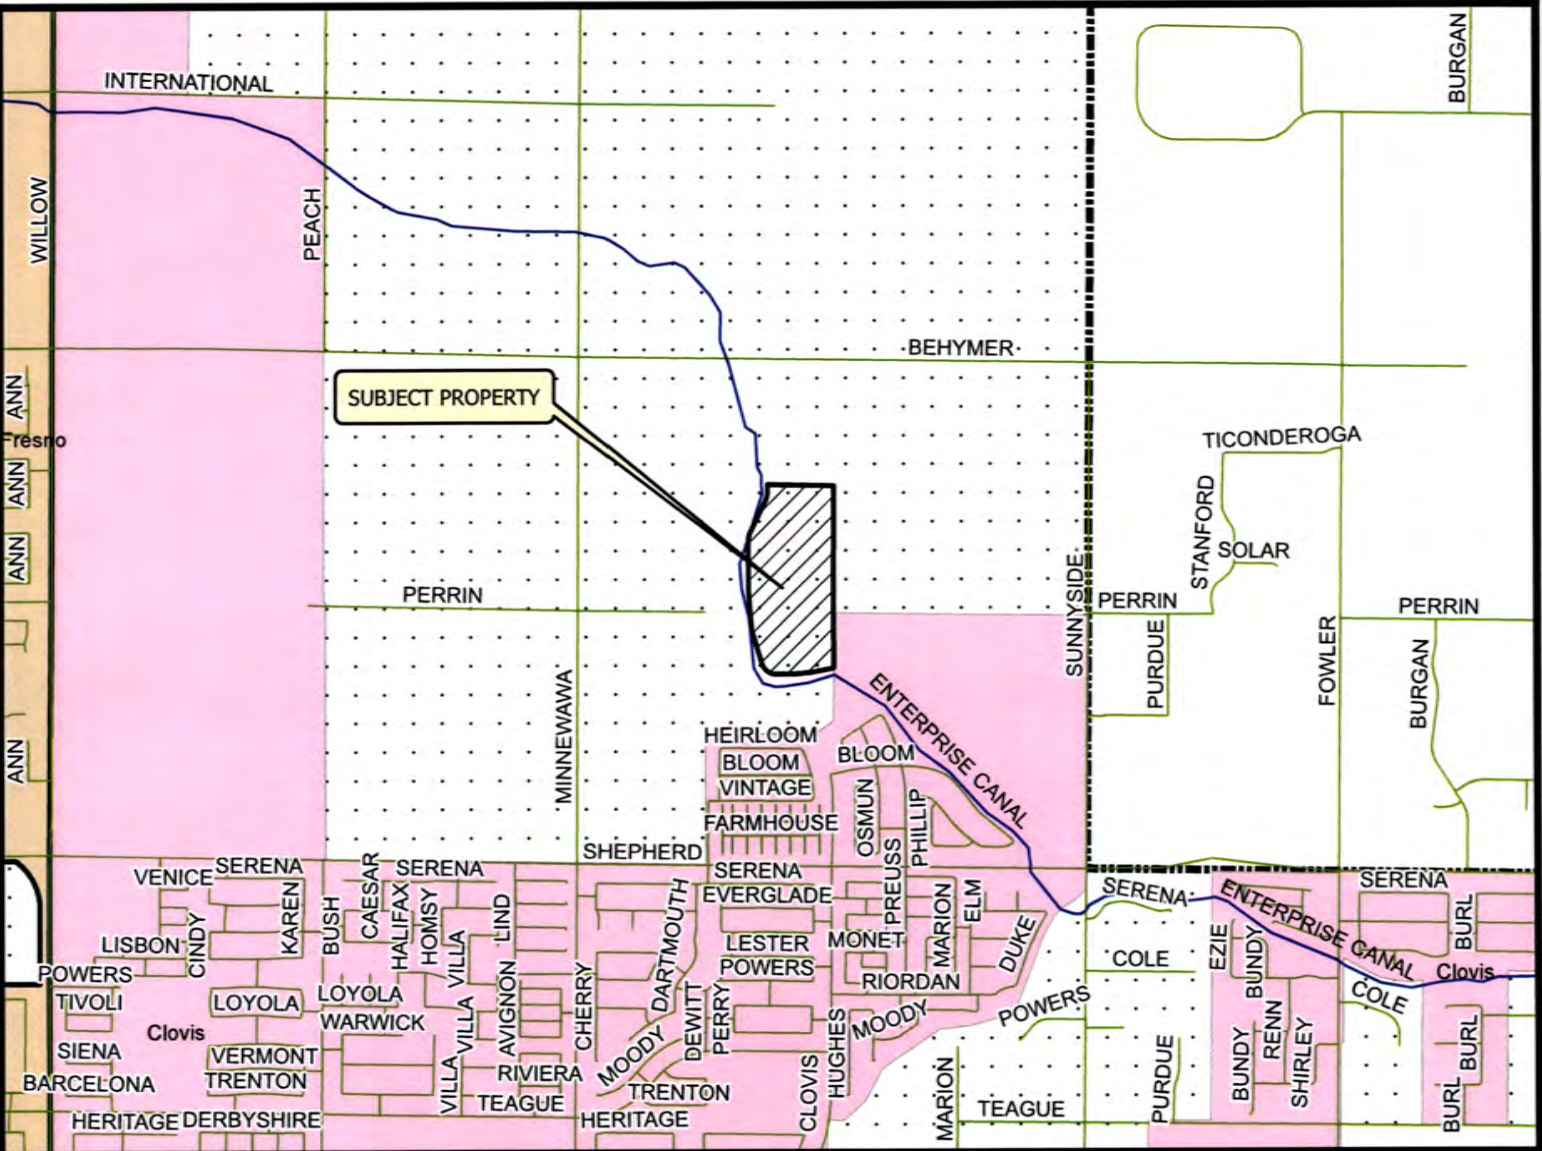 BURGAN
INTERNATIONAL
WILLOW
PEACH
BEHYMER
SUBJECT PROPERTY
ANN
Fresno
ANN
ANN
ANN
TICONDEROGA
STANFORD
SOLAR
PERRIN
SUNNYSIDE
PERRIN
PERRIN
PURDUE
FOWLER
BURGAN
MINNEWAWA
ENTERPRISE CANAL
HEIRLOOM
BLOOM
BLOOM
VINTAGE
FARMHOUSE
OSMUN
PHILLIP
PREUSS
SHEPHERD
VENICE
SERENA
SERENA
SERENA
EVERGLADE
SERENA
ENTERPRISE CANAL
SERENA
KAREN
BUSH
CAESAR
HALIFAX
HOMSY
LIND
DARTMOUTH
MARION
ELM
DUKE
BURL
LISBON
CINDY
VILLA
LESTER
MONET
COLE
EZIE
BUNDY
Clovis
POWERS
POWERS
RIORDAN
POWERS
COLE
TIVOLI
LOYOLA
LOYOLA
WARWICK
VILLA
AVIGNON
CHERRY
DEWITT
PERRY
HUGHES
MOODY
Clovis
RENN
SHIRLEY
BURL
SIENA
VERMONT
BARCELONA
TRENTON
VILLA
RIVIERA
MOODY
TRENTON
CLOVIS
MARION
PURDUE
BUNDY
BURL
TEAGUE
TEAGUE
HERITAGE
DERBYSHIRE
HERITAGE